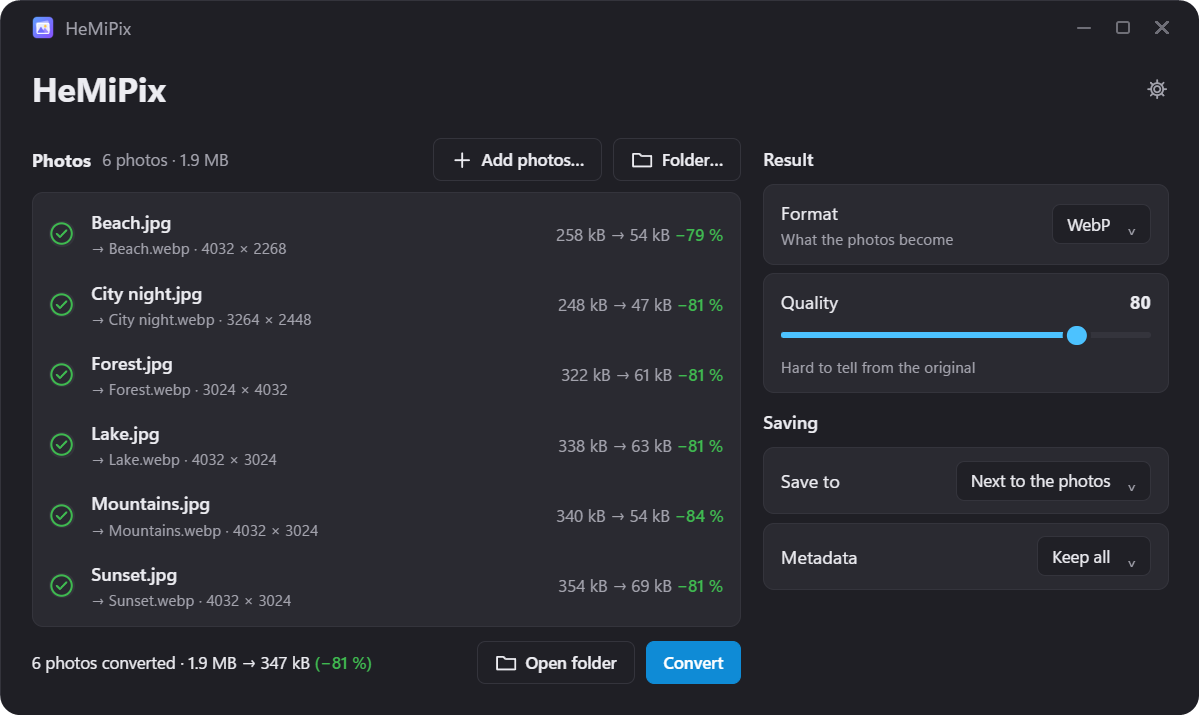 HeMiPix
HeMiPix
Photos 6 photos · 1.9 MB
Add photos...
Folder...
Beach.jpg
→ Beach.webp · 4032 × 2268
258 kB → 54 kB −79 %
City night.jpg
→ City night.webp · 3264 × 2448
248 kB → 47 kB −81 %
Forest.jpg
→ Forest.webp · 3024 × 4032
322 kB → 61 kB −81 %
Lake.jpg
→ Lake.webp · 4032 × 3024
338 kB → 63 kB −81 %
Mountains.jpg
→ Mountains.webp · 4032 × 3024
340 kB → 54 kB −84 %
Sunset.jpg
→ Sunset.webp · 4032 × 3024
354 kB → 69 kB −81 %
6 photos converted · 1.9 MB → 347 kB (−81 %)
Open folder
Convert
Result
Format
What the photos become
WebP
Quality
80
Hard to tell from the original
Saving
Save to
Next to the photos
Metadata
Keep all